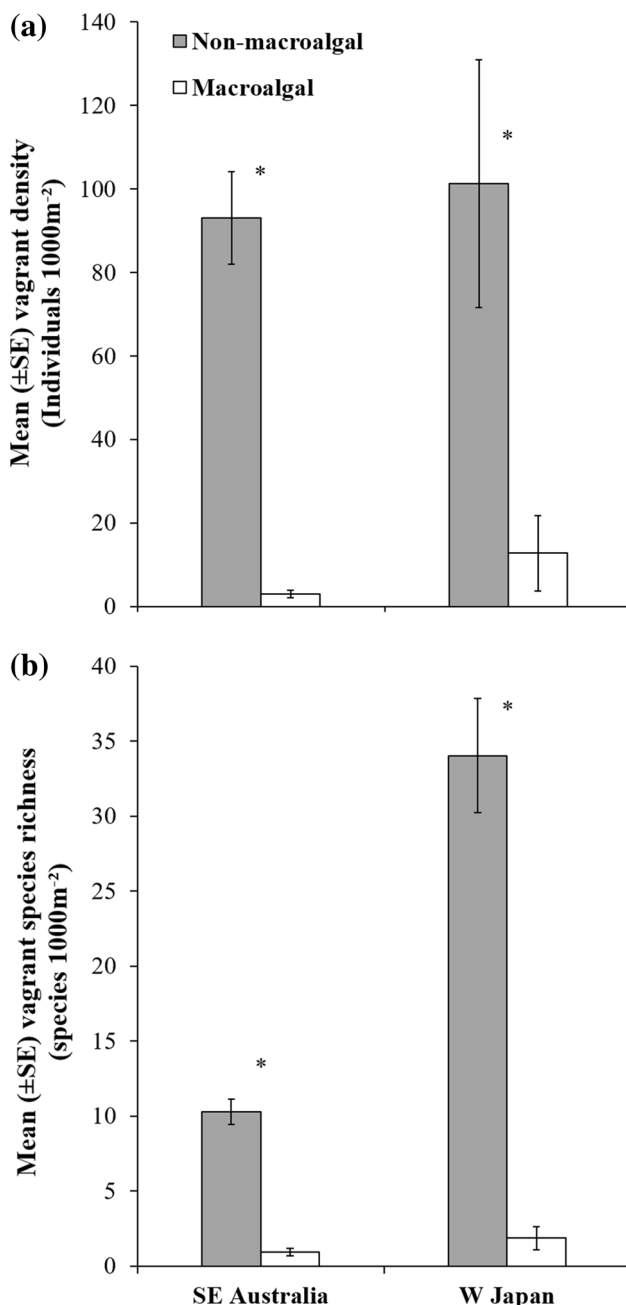 (a)
Non-macroalgal
Macroalgal
Mean (±SE) vagrant density
(Individuals 1000m⁻²)
140
120
100
80
60
40
20
0
*
*
(b)
Mean (±SE) vagrant species richness
(species 1000m⁻²)
40
35
30
25
20
15
10
5
0
*
*
SE Australia
W Japan